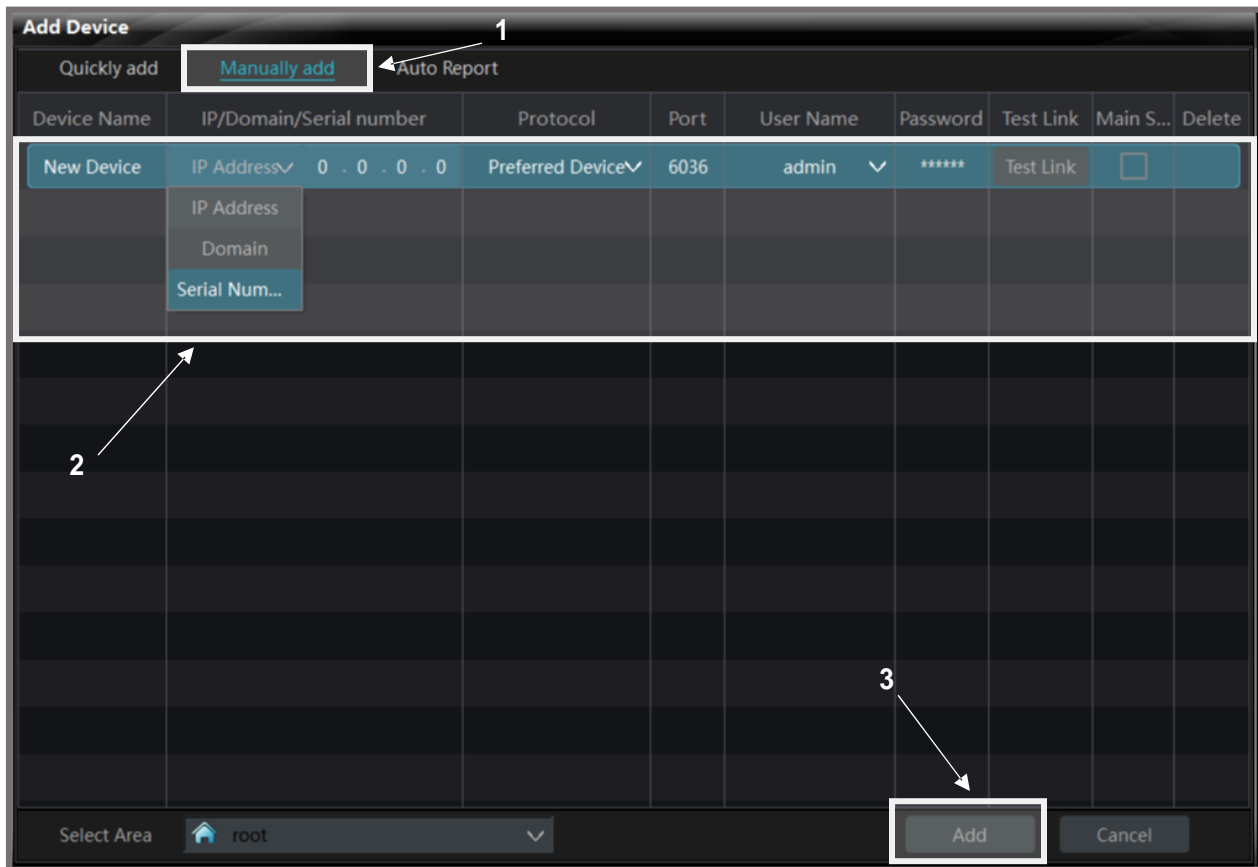 Add Device
1
Quickly add Manually add Auto Report
Device Name IP/Domain/Serial number Protocol Port User Name Password Test Link Main S... Delete
New Device IP Address 0 . 0 . 0 . 0 Preferred Device 6036 admin ****** Test Link
IP Address
Domain
Serial Num...
2
3
Select Area root Add Cancel